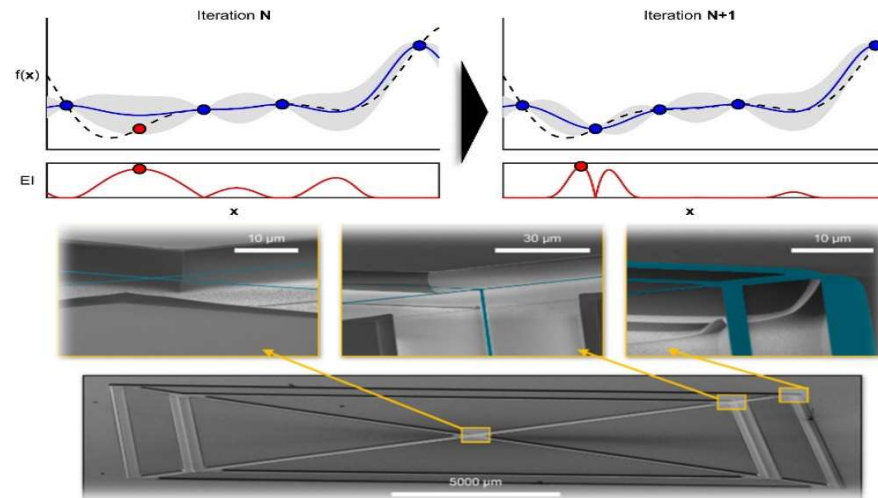 Iteration N
Iteration N+1
f(x)
EI
x
x
10 µm
30 µm
10 µm
5000 µm